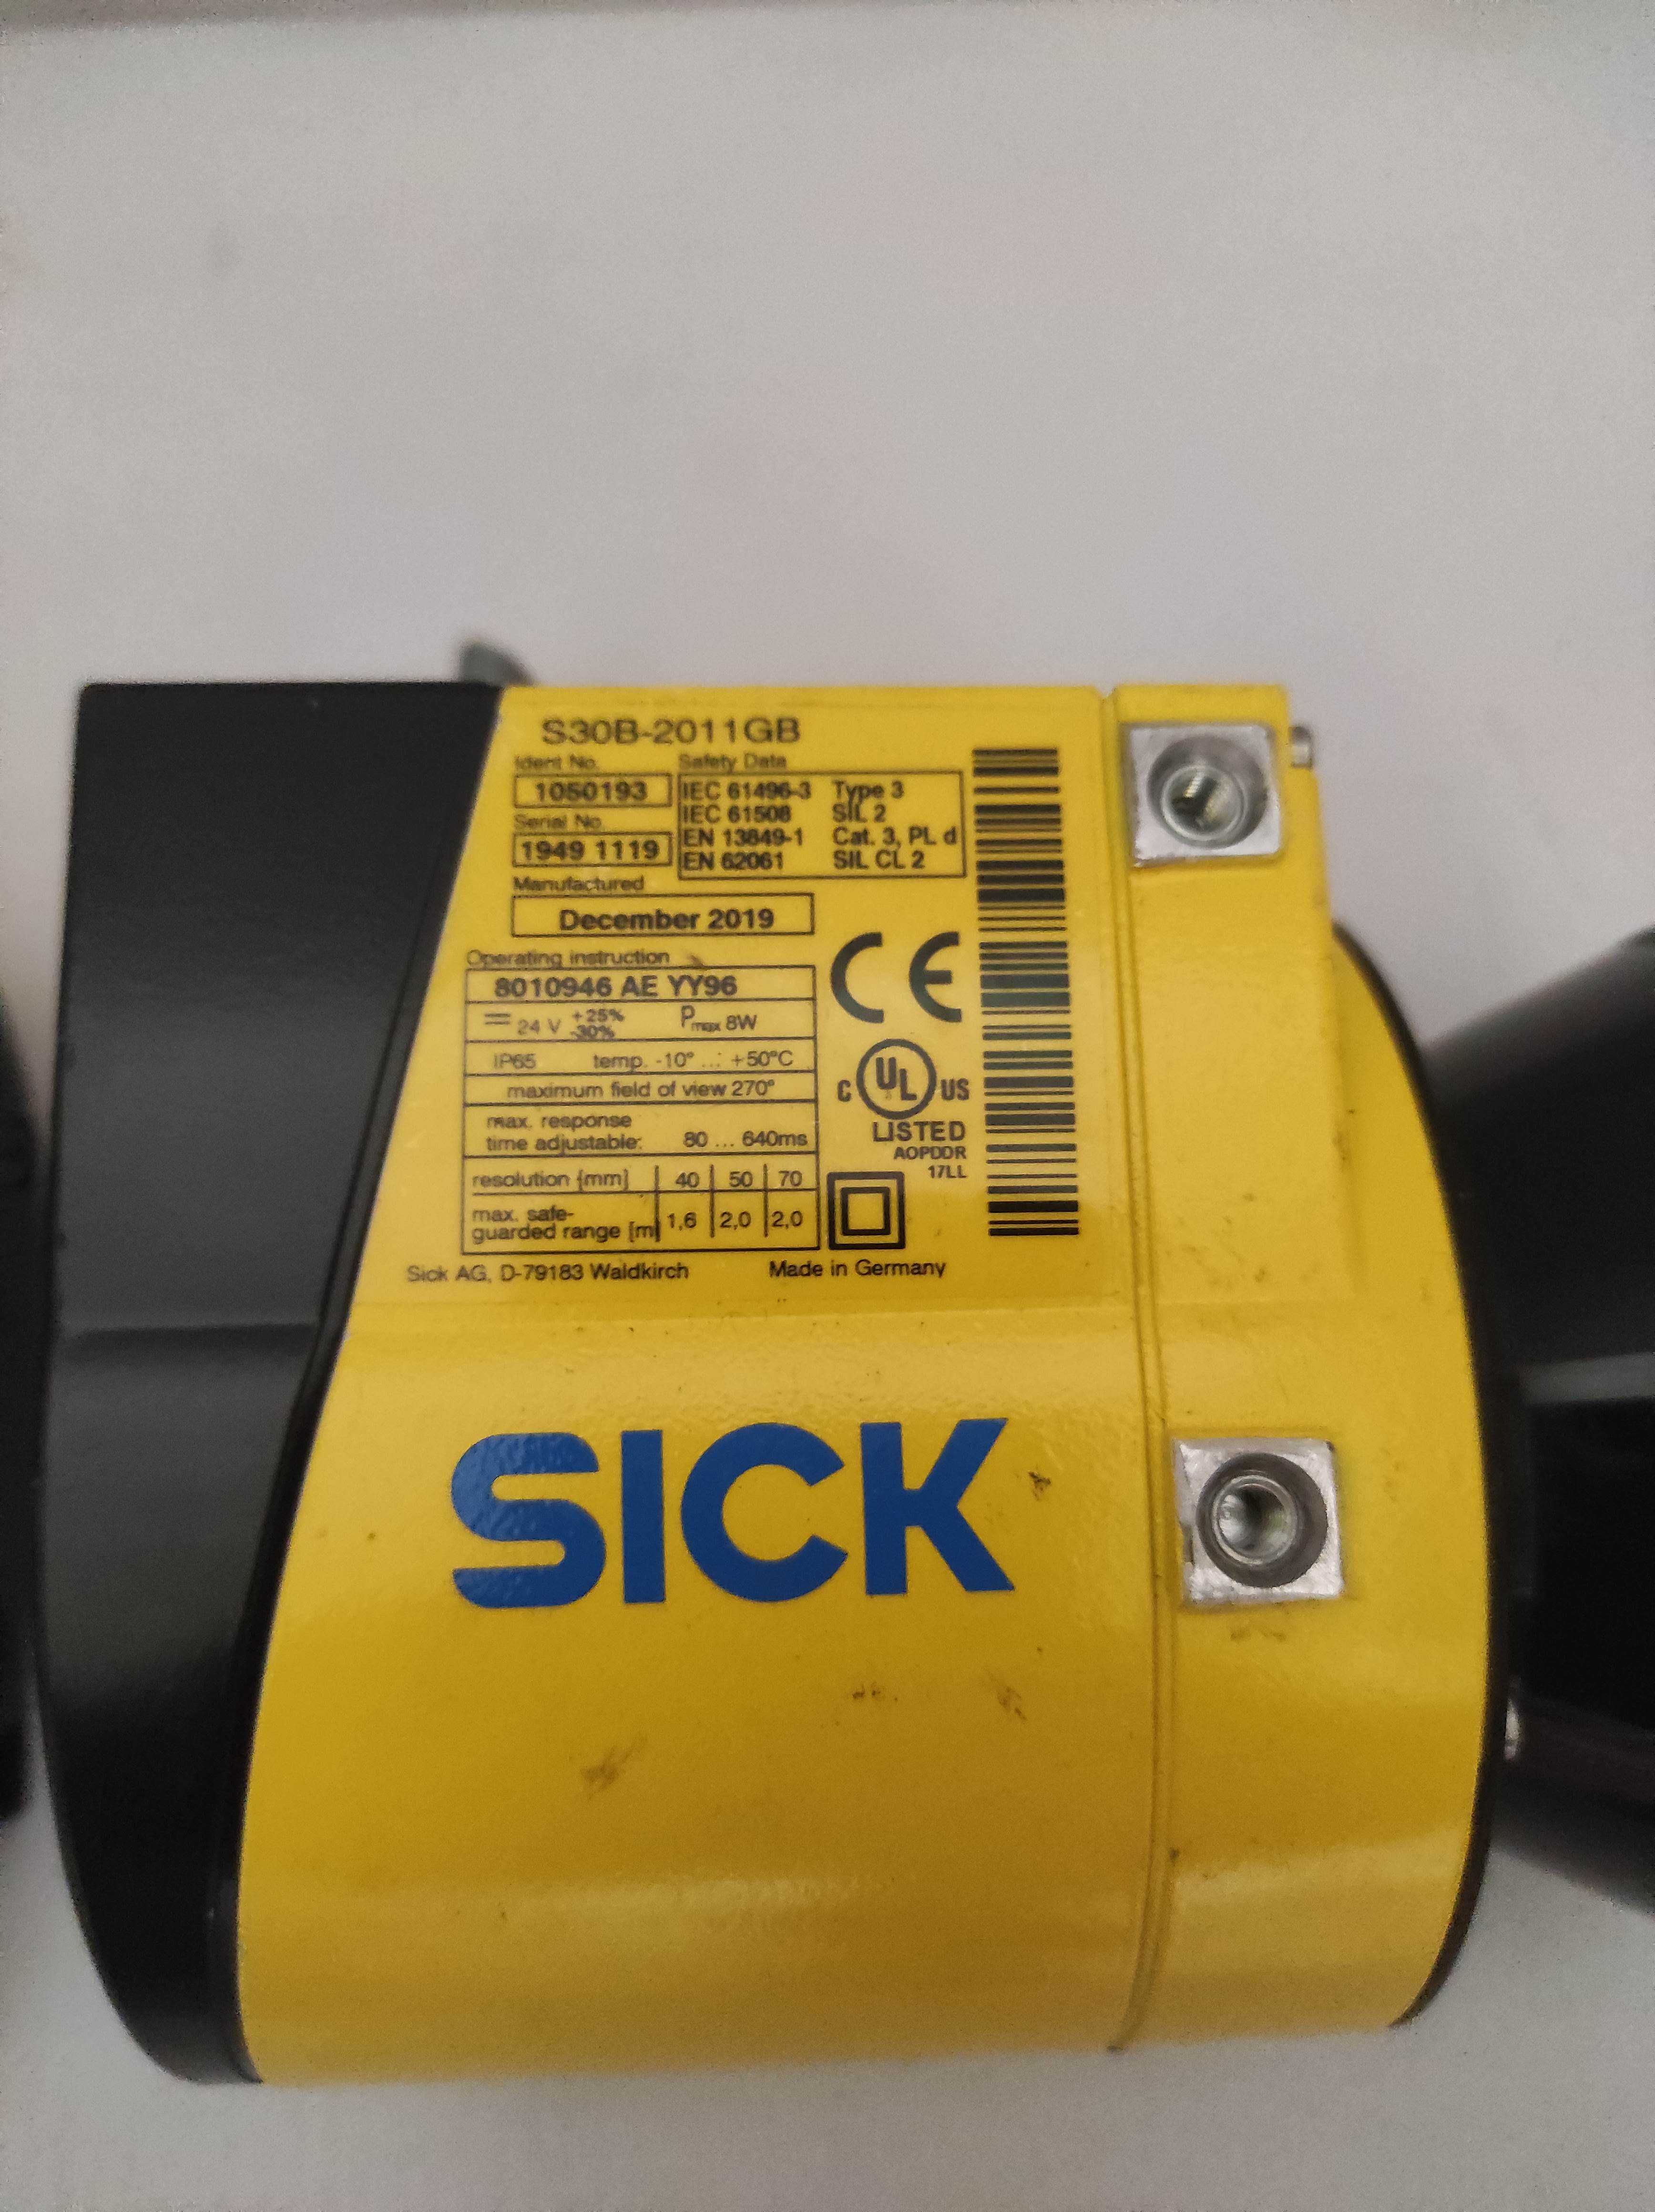 S30B-2011GB
Ident No. Safety Data
1050193 IEC 61496-3 Type 3
IEC 61508 SIL 2
Serial No. EN 13849-1 Cat. 3, PL d
1949 1119 EN 62061 SIL CL 2
Manufactured
December 2019
CE
Operating instruction
8010946 AE YY96
24 V +25% -30% Pmax 8W
IP65 temp. -10° ... +50°C
maximum field of view 270°
C UL US
LISTED
AOPDDR
17LL
max. response
time adjustable: 80 ... 640ms
resolution [mm] 40 50 70
max. safe-
guarded range [m] 1,6 2,0 2,0
Sick AG, D-79183 Waldkirch Made in Germany
SICK